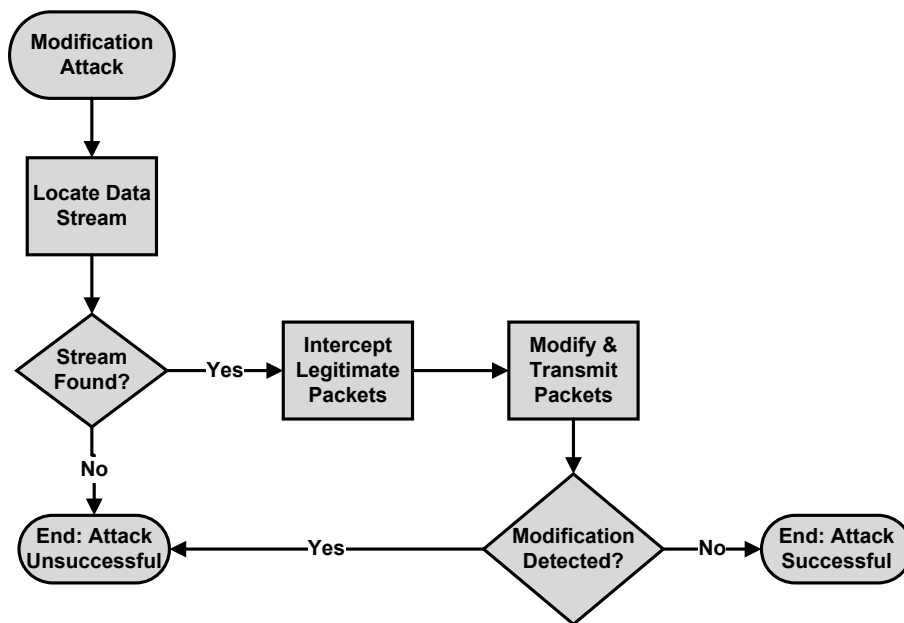 Modification
Attack
Locate Data
Stream
Stream
Found?
Yes
Intercept
Legitimate
Packets
Modify &
Transmit
Packets
No
End: Attack
Unsuccessful
Yes
Modification
Detected?
No
End: Attack
Successful